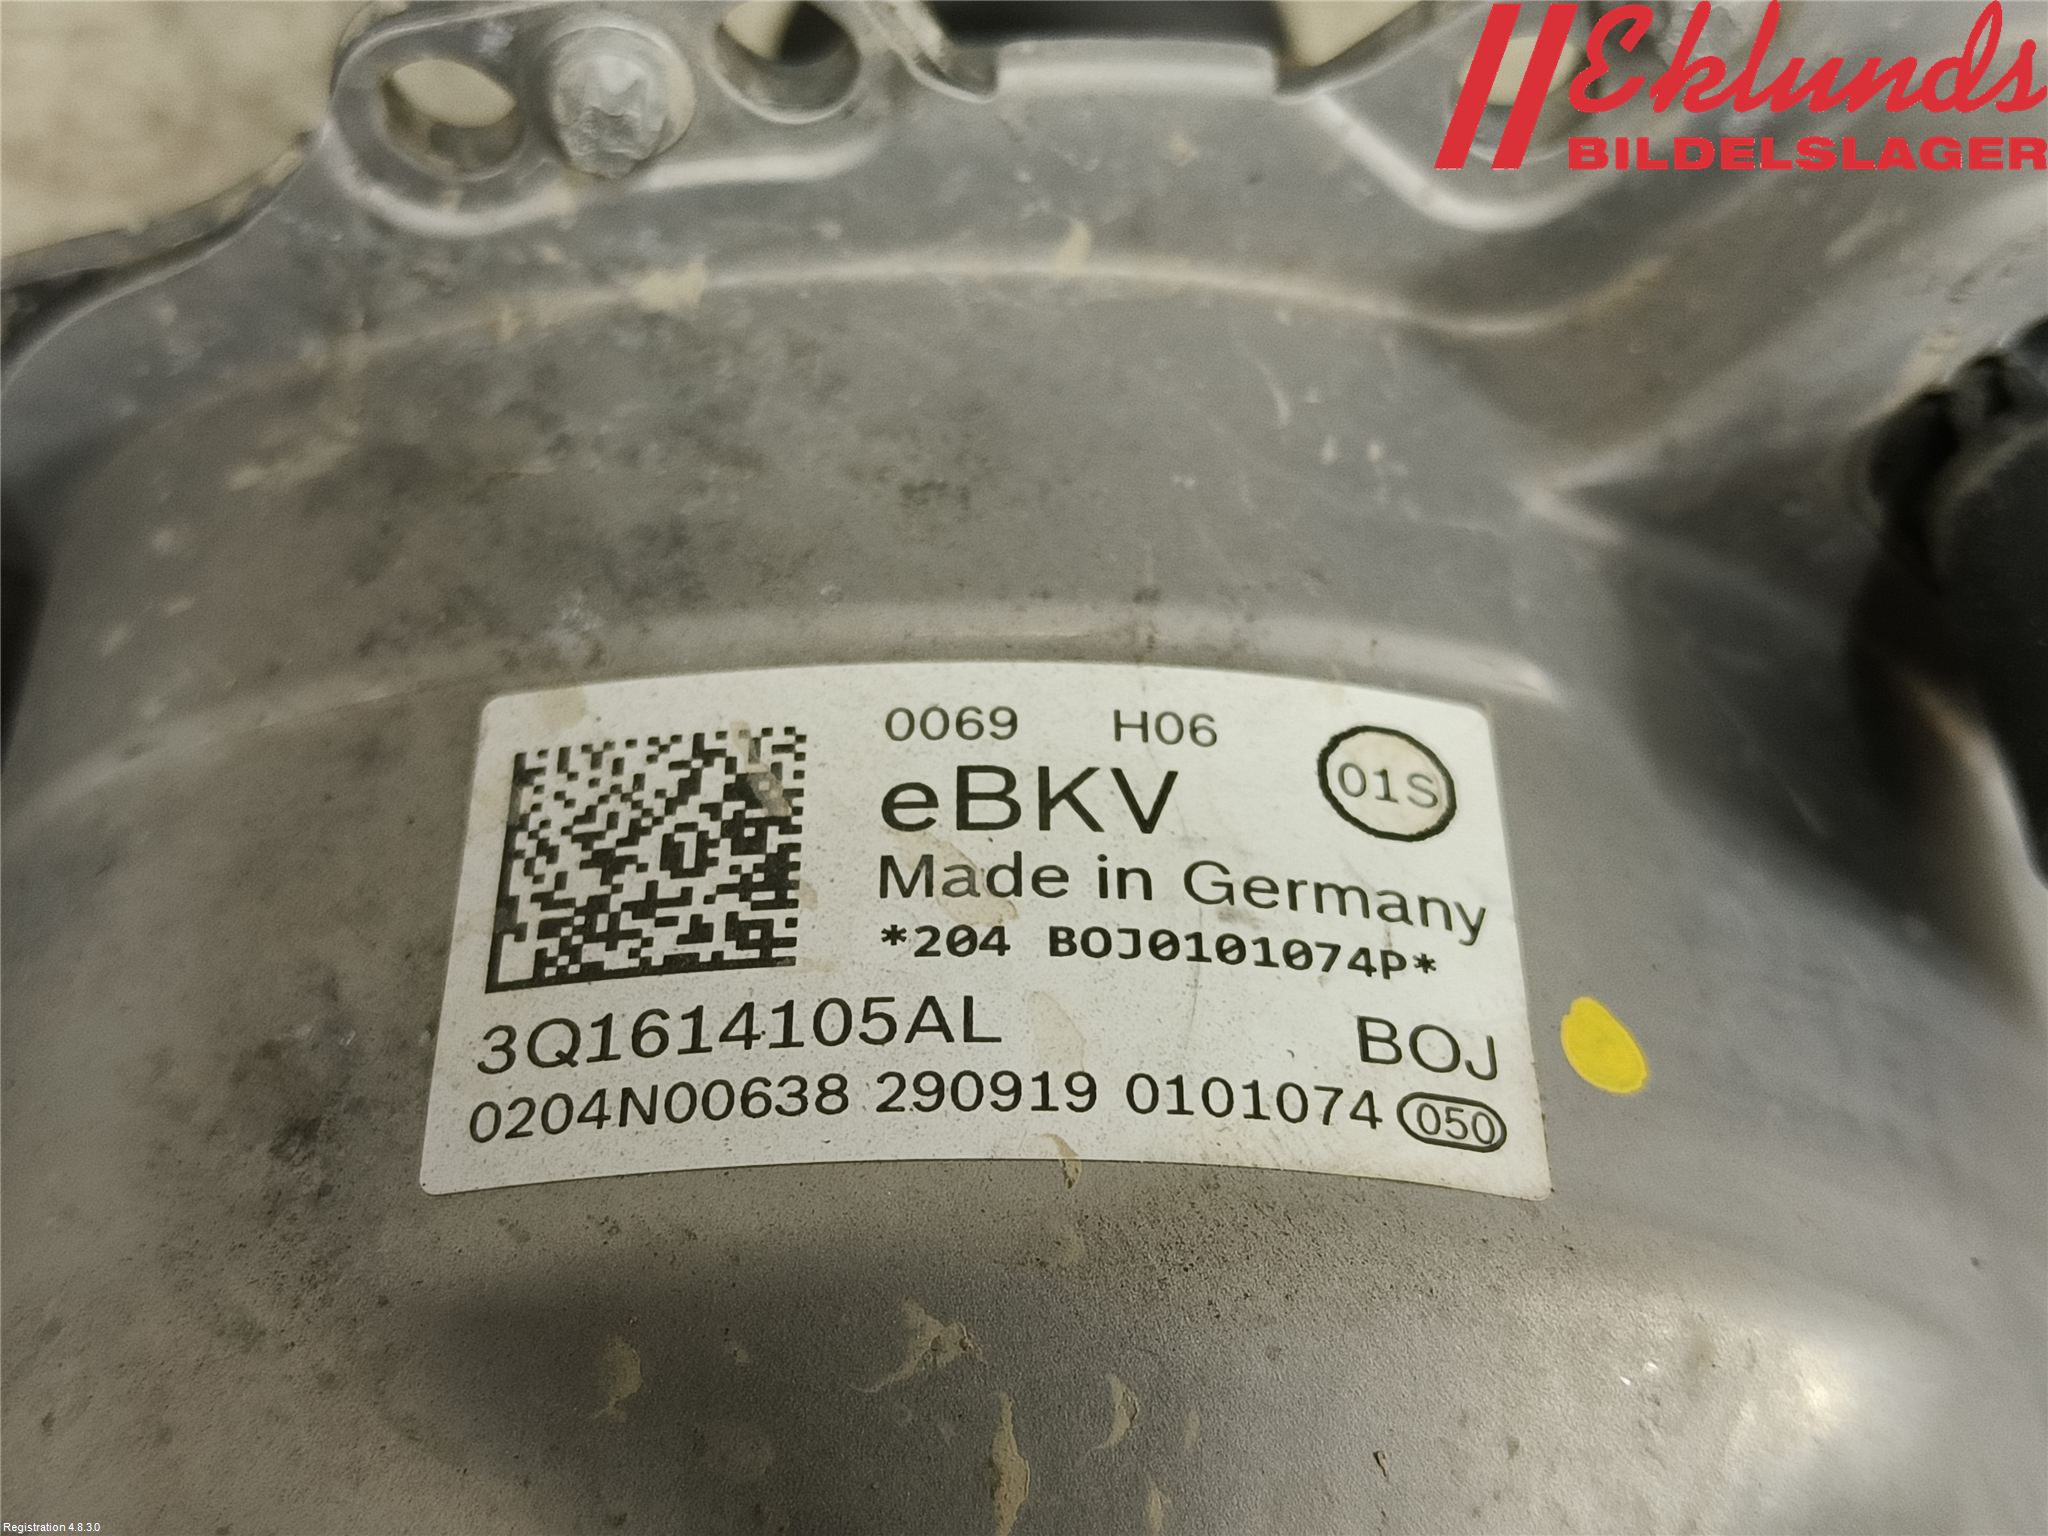 Eklunds
BILDELSLAGER
0069 H06
01S
eBKV
Made in Germany
*204 BOJ0101074P*
3Q1614105AL BOJ
0204N00638 290919 0101074 050
Registration 4.8.3.0